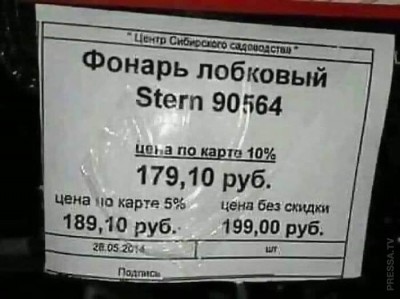 "Центр Сибирского садоводства"
Фонарь лобковый
Stern 90564
цена по карте 10%
179,10 руб.
цена по карте 5% цена без скидки
189,10 руб. 199,00 руб.
28.05.2014 шт
Подпись
PRESSA.TV